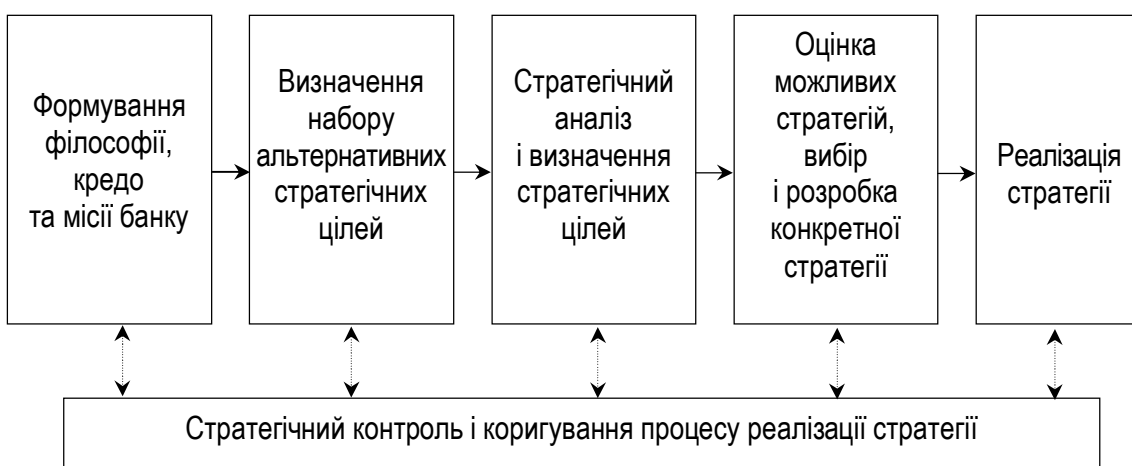 Формування
філософії,
кредо
та місії банку
Визначення
набору
альтернативних
стратегічних
цілей
Стратегічний
аналіз
і визначення
стратегічних
цілей
Оцінка
можливих
стратегій,
вибір
і розробка
конкретної
стратегії
Реалізація
стратегії
Стратегічний контроль і коригування процесу реалізації стратегії